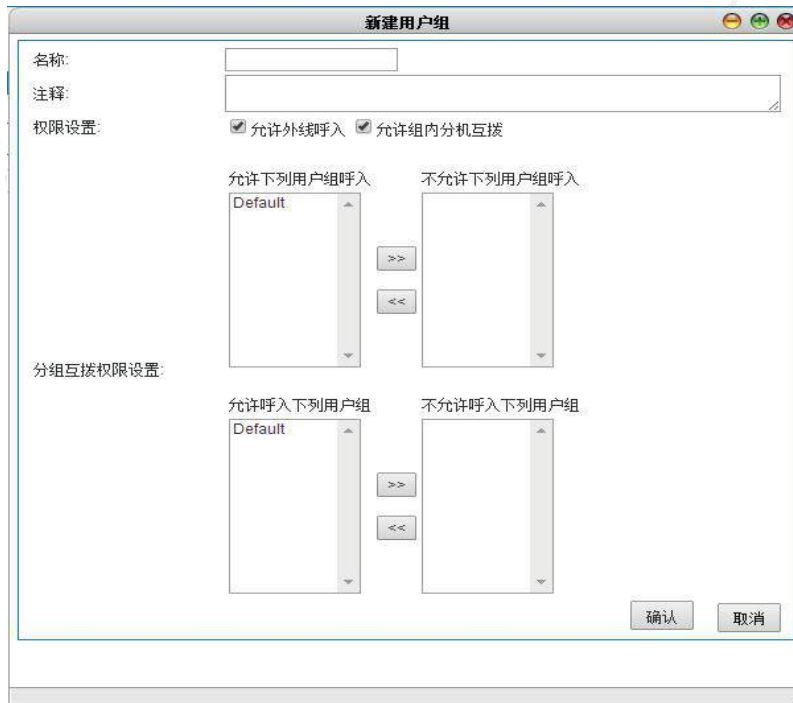 新建用户组
名称:
注释:
权限设置:
允许外线呼入 允许组内分机互拨
允许下列用户组呼入 不允许下列用户组呼入
Default
>>
<<
分组互拨权限设置:
允许呼入下列用户组 不允许呼入下列用户组
Default
>>
<<
确认 取消